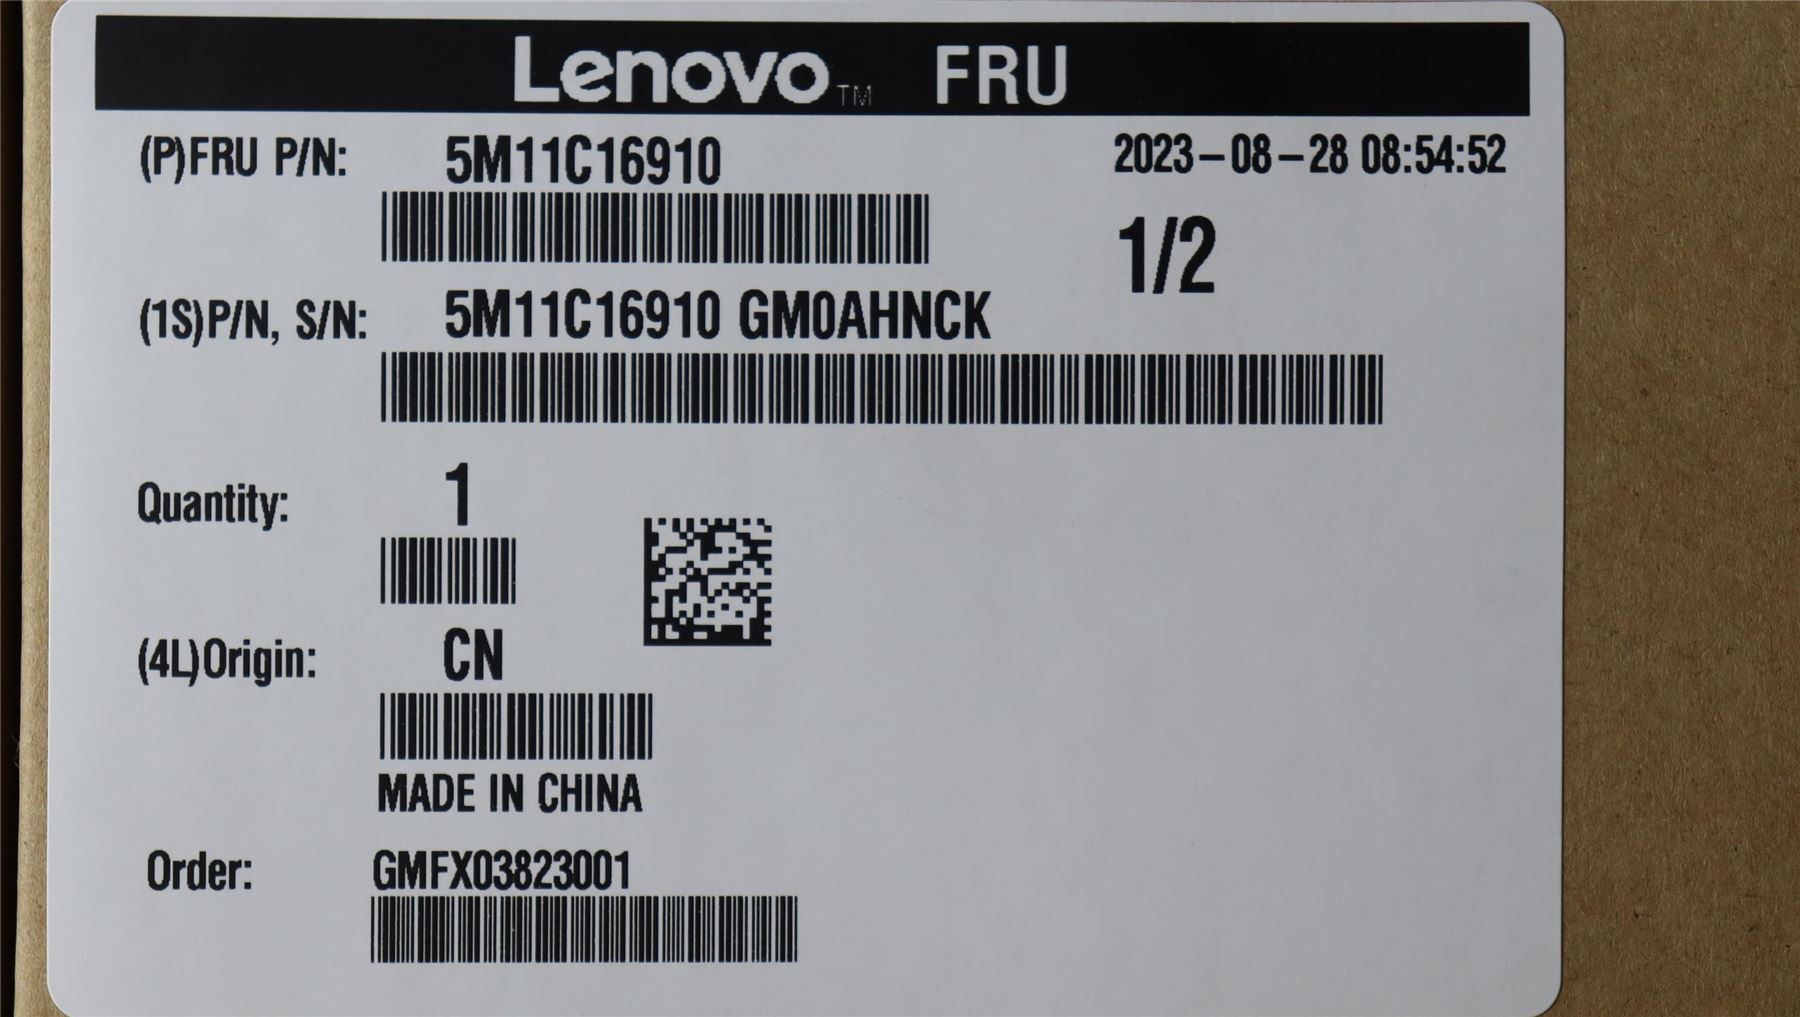 Lenovo™ FRU
(P)FRU P/N: 5M11C16910 2023-08-28 08:54:52
1/2
(1S)P/N, S/N: 5M11C16910 GM0AHNCK
Quantity: 1
(4L)Origin: CN
MADE IN CHINA
Order: GMFX03823001